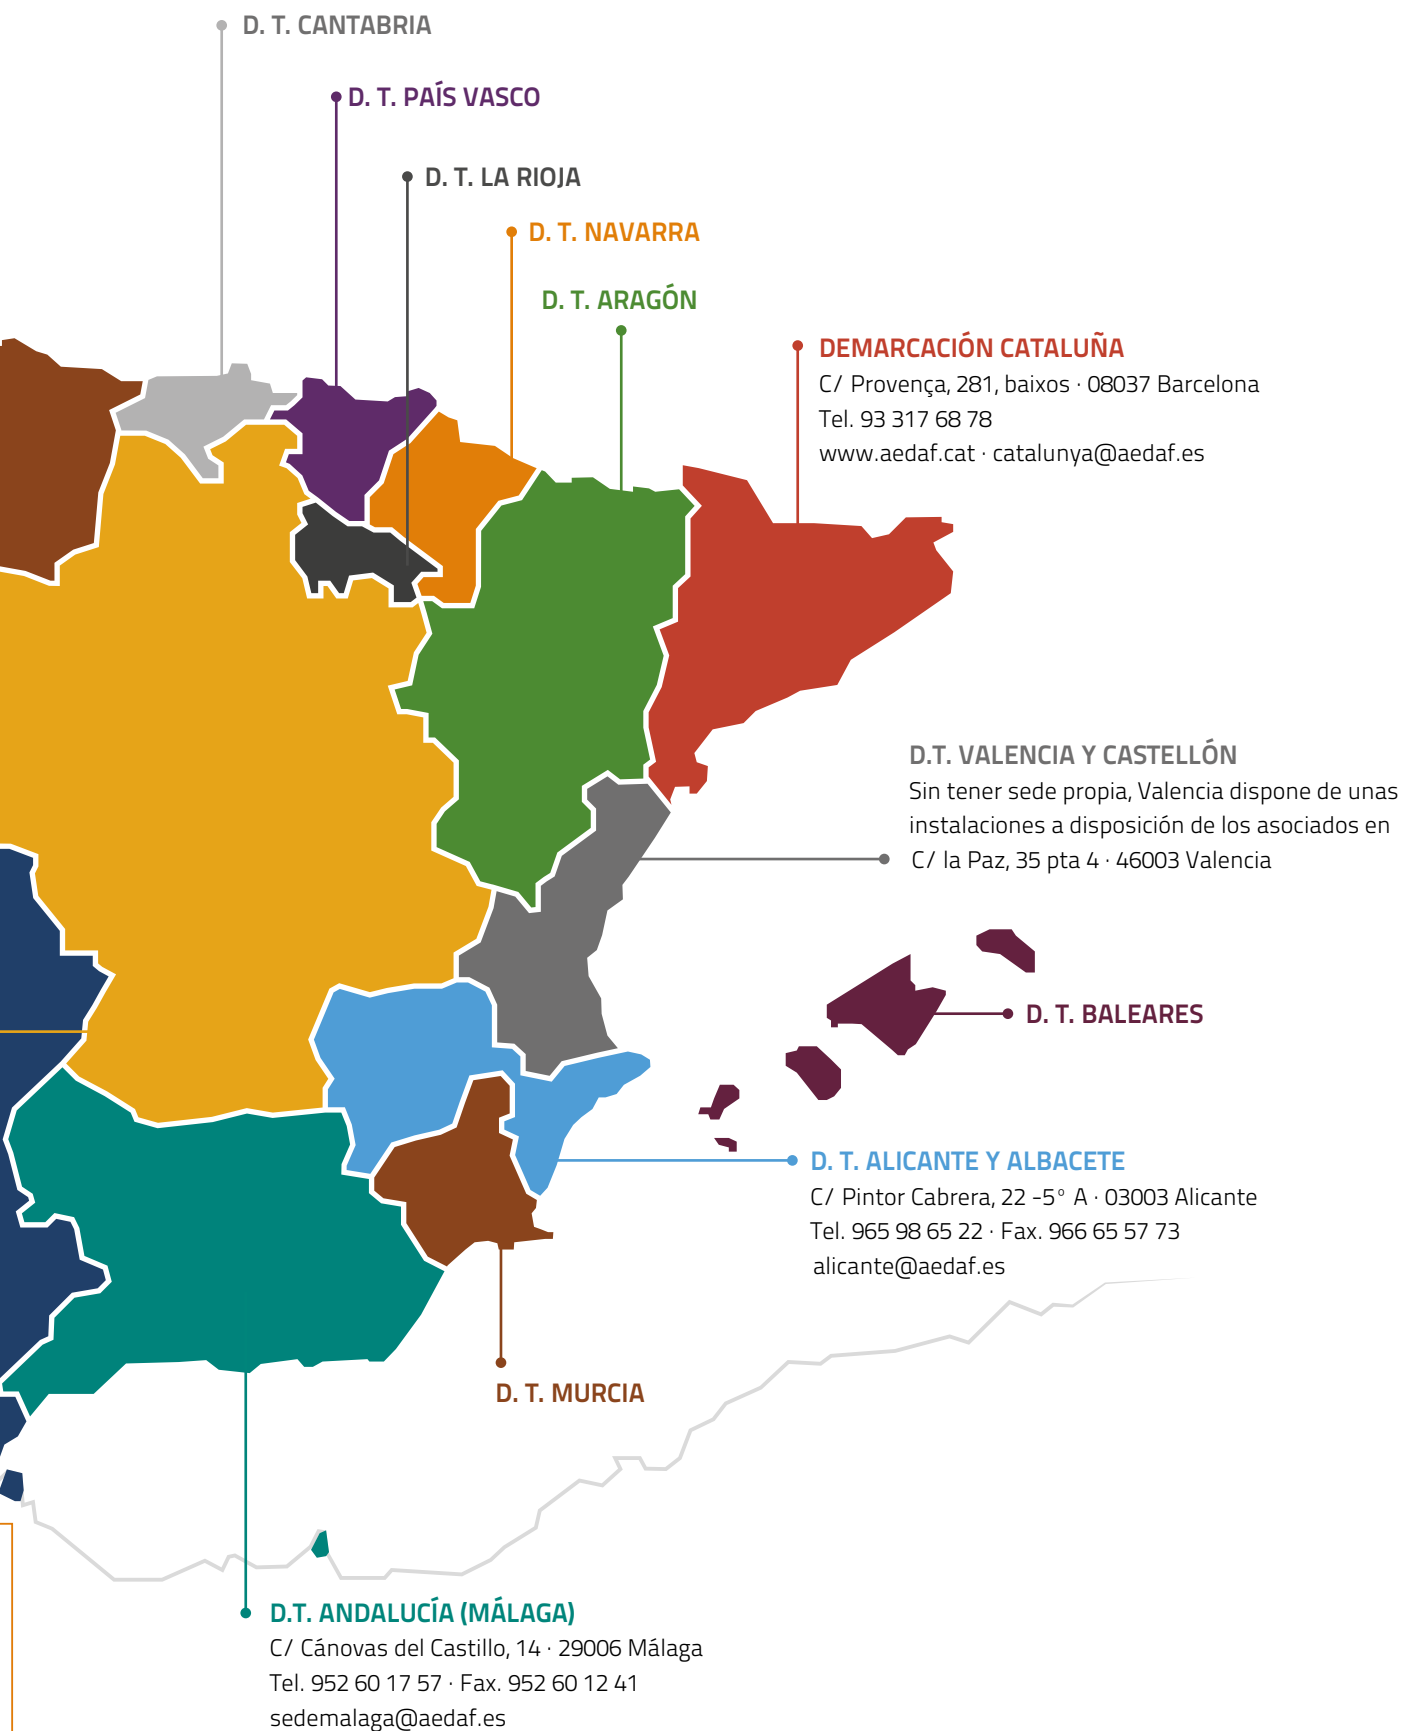 D. T. CANTABRIA
D. T. PAÍS VASCO
D. T. LA RIOJA
D. T. NAVARRA
D. T. ARAGÓN
DEMARCACIÓN CATALUÑA
C/ Provença, 281, baixos · 08037 Barcelona
Tel. 93 317 68 78
www.aedaf.cat · catalunya@aedaf.es
D.T. VALENCIA Y CASTELLÓN
Sin tener sede propia, Valencia dispone de unas
instalaciones a disposición de los asociados en
C/ la Paz, 35 pta 4 · 46003 Valencia
D. T. BALEARES
D. T. ALICANTE Y ALBACETE
C/ Pintor Cabrera, 22 -5° A · 03003 Alicante
Tel. 965 98 65 22 · Fax. 966 65 57 73
alicante@aedaf.es
D. T. MURCIA
D.T. ANDALUCÍA (MÁLAGA)
C/ Cánovas del Castillo, 14 · 29006 Málaga
Tel. 952 60 17 57 · Fax. 952 60 12 41
sedemalaga@aedaf.es